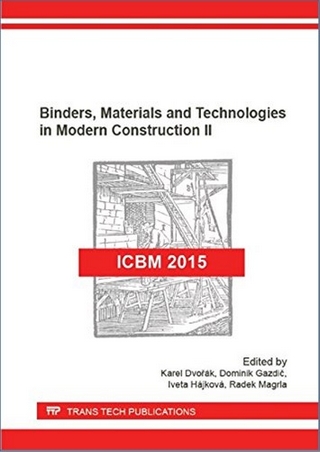 Binders, Materials and Technologies
in Modern Construction II
ICBM 2015
Edited by
Karel Dvořák, Dominik Gazdič,
Iveta Hájková, Radek Magrla
TTP TRANS TECH PUBLICATIONS